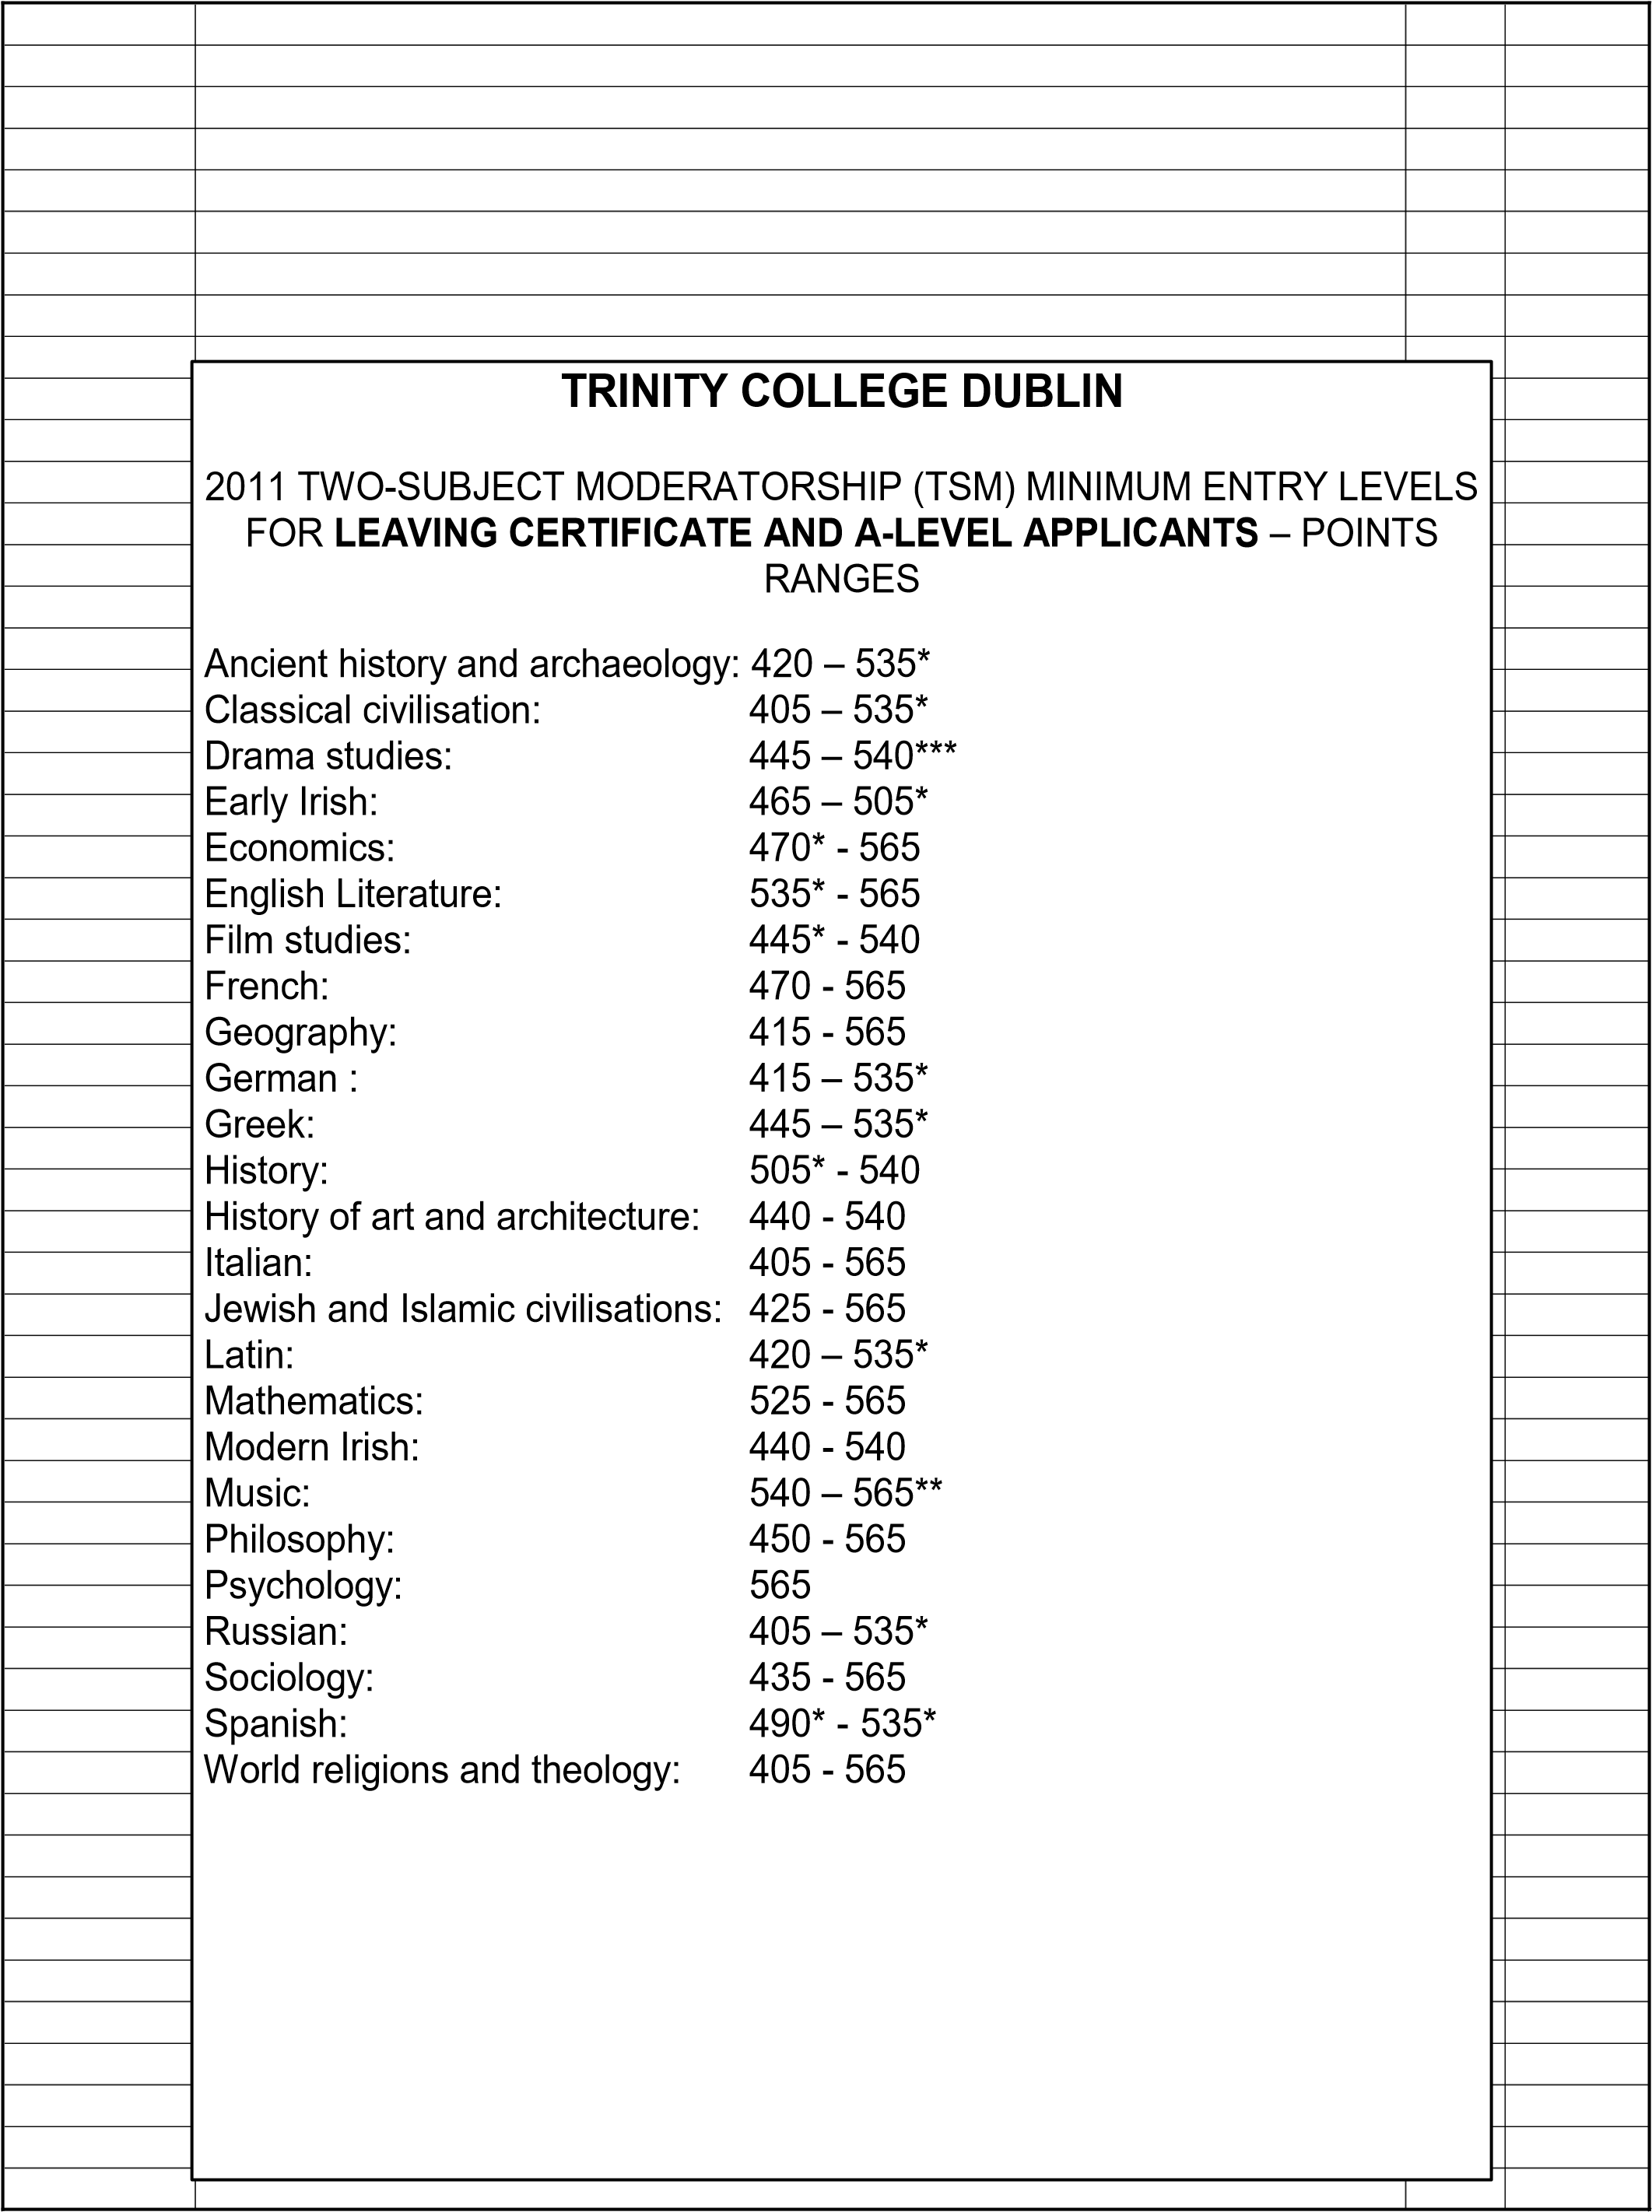 TRINITY COLLEGE DUBLIN
2011 TWO-SUBJECT MODERATORSHIP (TSM) MINIMUM ENTRY LEVELS
FOR LEAVING CERTIFICATE AND A-LEVEL APPLICANTS – POINTS
RANGES
Ancient history and archaeology: 420 – 535*
Classical civilisation: 405 – 535*
Drama studies: 445 – 540***
Early Irish: 465 – 505*
Economics: 470* - 565
English Literature: 535* - 565
Film studies: 445* - 540
French: 470 - 565
Geography: 415 - 565
German : 415 – 535*
Greek: 445 – 535*
History: 505* - 540
History of art and architecture: 440 - 540
Italian: 405 - 565
Jewish and Islamic civilisations: 425 - 565
Latin: 420 – 535*
Mathematics: 525 - 565
Modern Irish: 440 - 540
Music: 540 – 565**
Philosophy: 450 - 565
Psychology: 565
Russian: 405 – 535*
Sociology: 435 - 565
Spanish: 490* - 535*
World religions and theology: 405 - 565